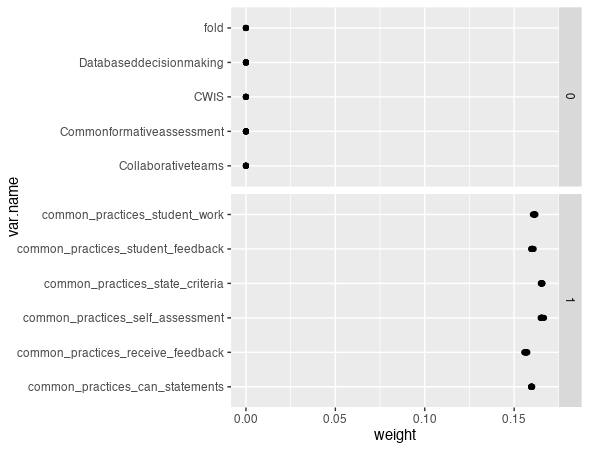 fold
Databaseddecisionmaking
CWIS
Commonformativeassessment
Collaborativeteams
0
var.name
common_practices_student_work
common_practices_student_feedback
common_practices_state_criteria
common_practices_self_assessment
common_practices_receive_feedback
common_practices_can_statements
1
0.00 0.05 0.10 0.15
weight